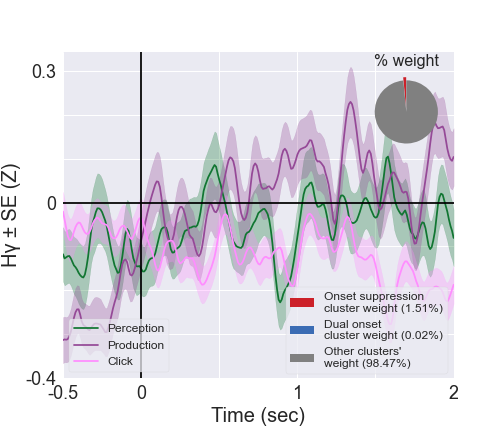 % weight
0.3
0
-0.4
Hγ ± SE (Z)
Perception
Production
Click
Onset suppression
cluster weight (1.51%)
Dual onset
cluster weight (0.02%)
Other clusters'
weight (98.47%)
-0.5
0
1
2
Time (sec)